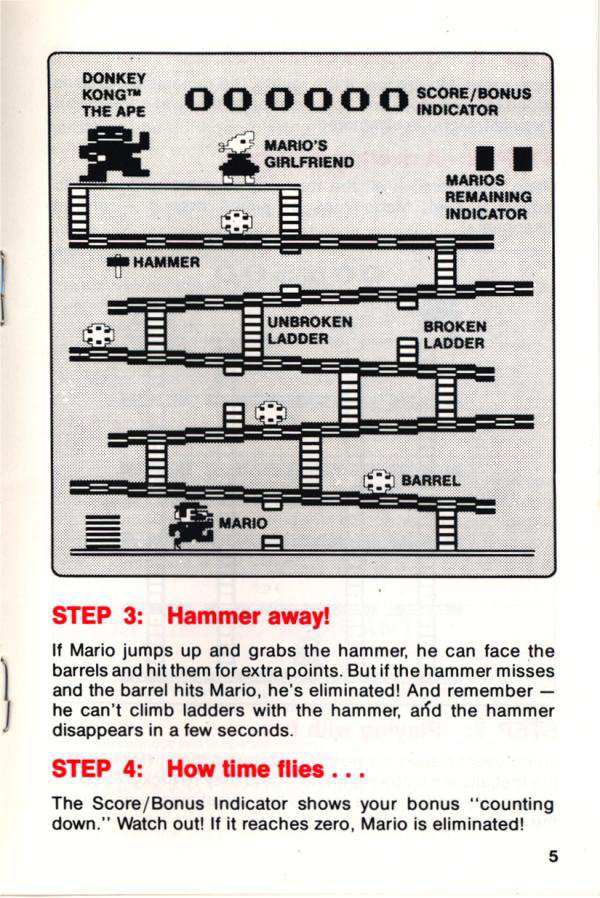 DONKEY
KONG™
THE APE
000000
SCORE/BONUS
INDICATOR
MARIO'S
GIRLFRIEND
MARIOS
REMAINING
INDICATOR
HAMMER
UNBROKEN
LADDER
BROKEN
LADDER
BARREL
MARIO
STEP 3: Hammer away!
If Mario jumps up and grabs the hammer, he can face the
barrels and hit them for extra points. But if the hammer misses
and the barrel hits Mario, he's eliminated! And remember —
he can't climb ladders with the hammer, and the hammer
disappears in a few seconds.
STEP 4: How time flies . . .
The Score/Bonus Indicator shows your bonus "counting
down." Watch out! If it reaches zero, Mario is eliminated!
5